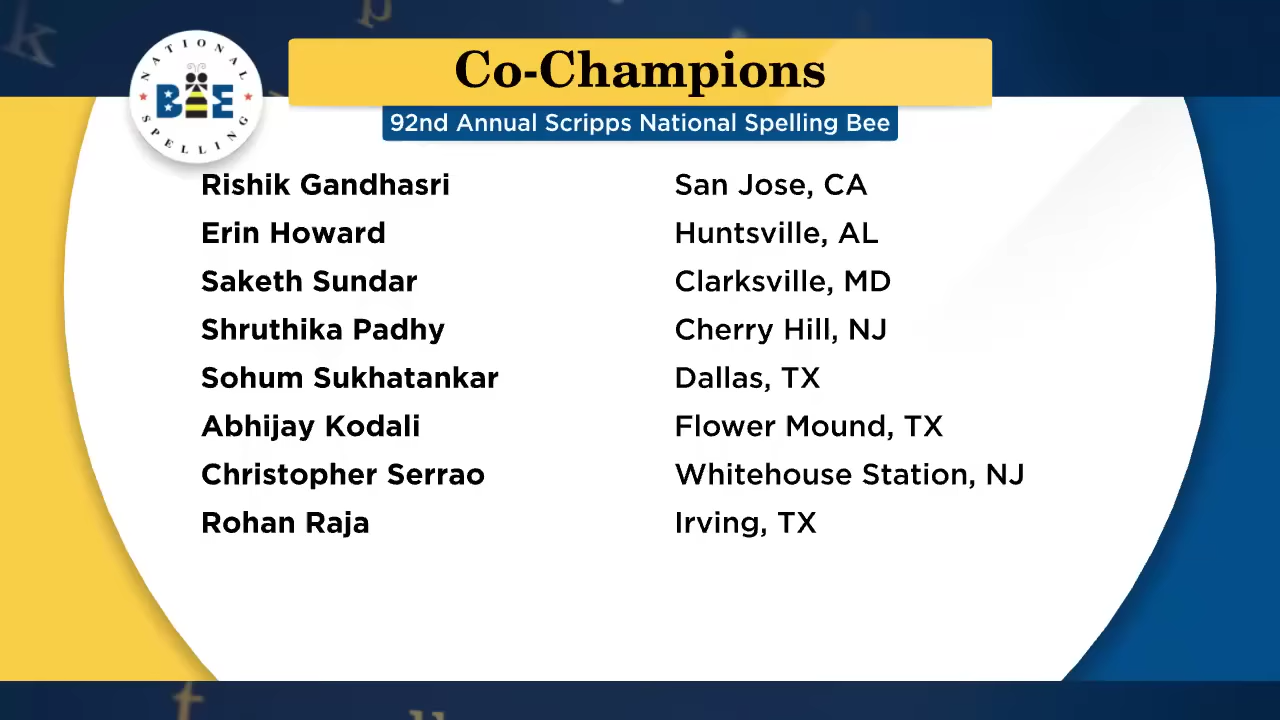 NATIONAL
BEE
SPELLING
Co-Champions
92nd Annual Scripps National Spelling Bee
Rishik Gandhasri San Jose, CA
Erin Howard Huntsville, AL
Saketh Sundar Clarksville, MD
Shruthika Padhy Cherry Hill, NJ
Sohum Sukhatankar Dallas, TX
Abhijay Kodali Flower Mound, TX
Christopher Serrao Whitehouse Station, NJ
Rohan Raja Irving, TX